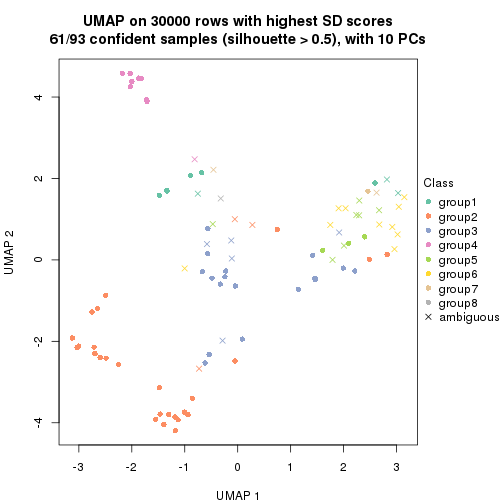 UMAP on 30000 rows with highest SD scores
61/93 confident samples (silhouette > 0.5), with 10 PCs
UMAP 2
4
2
0
-2
-4
-3
-2
-1
0
1
2
3
UMAP 1
Class
group1
group2
group3
group4
group5
group6
group7
group8
ambiguous